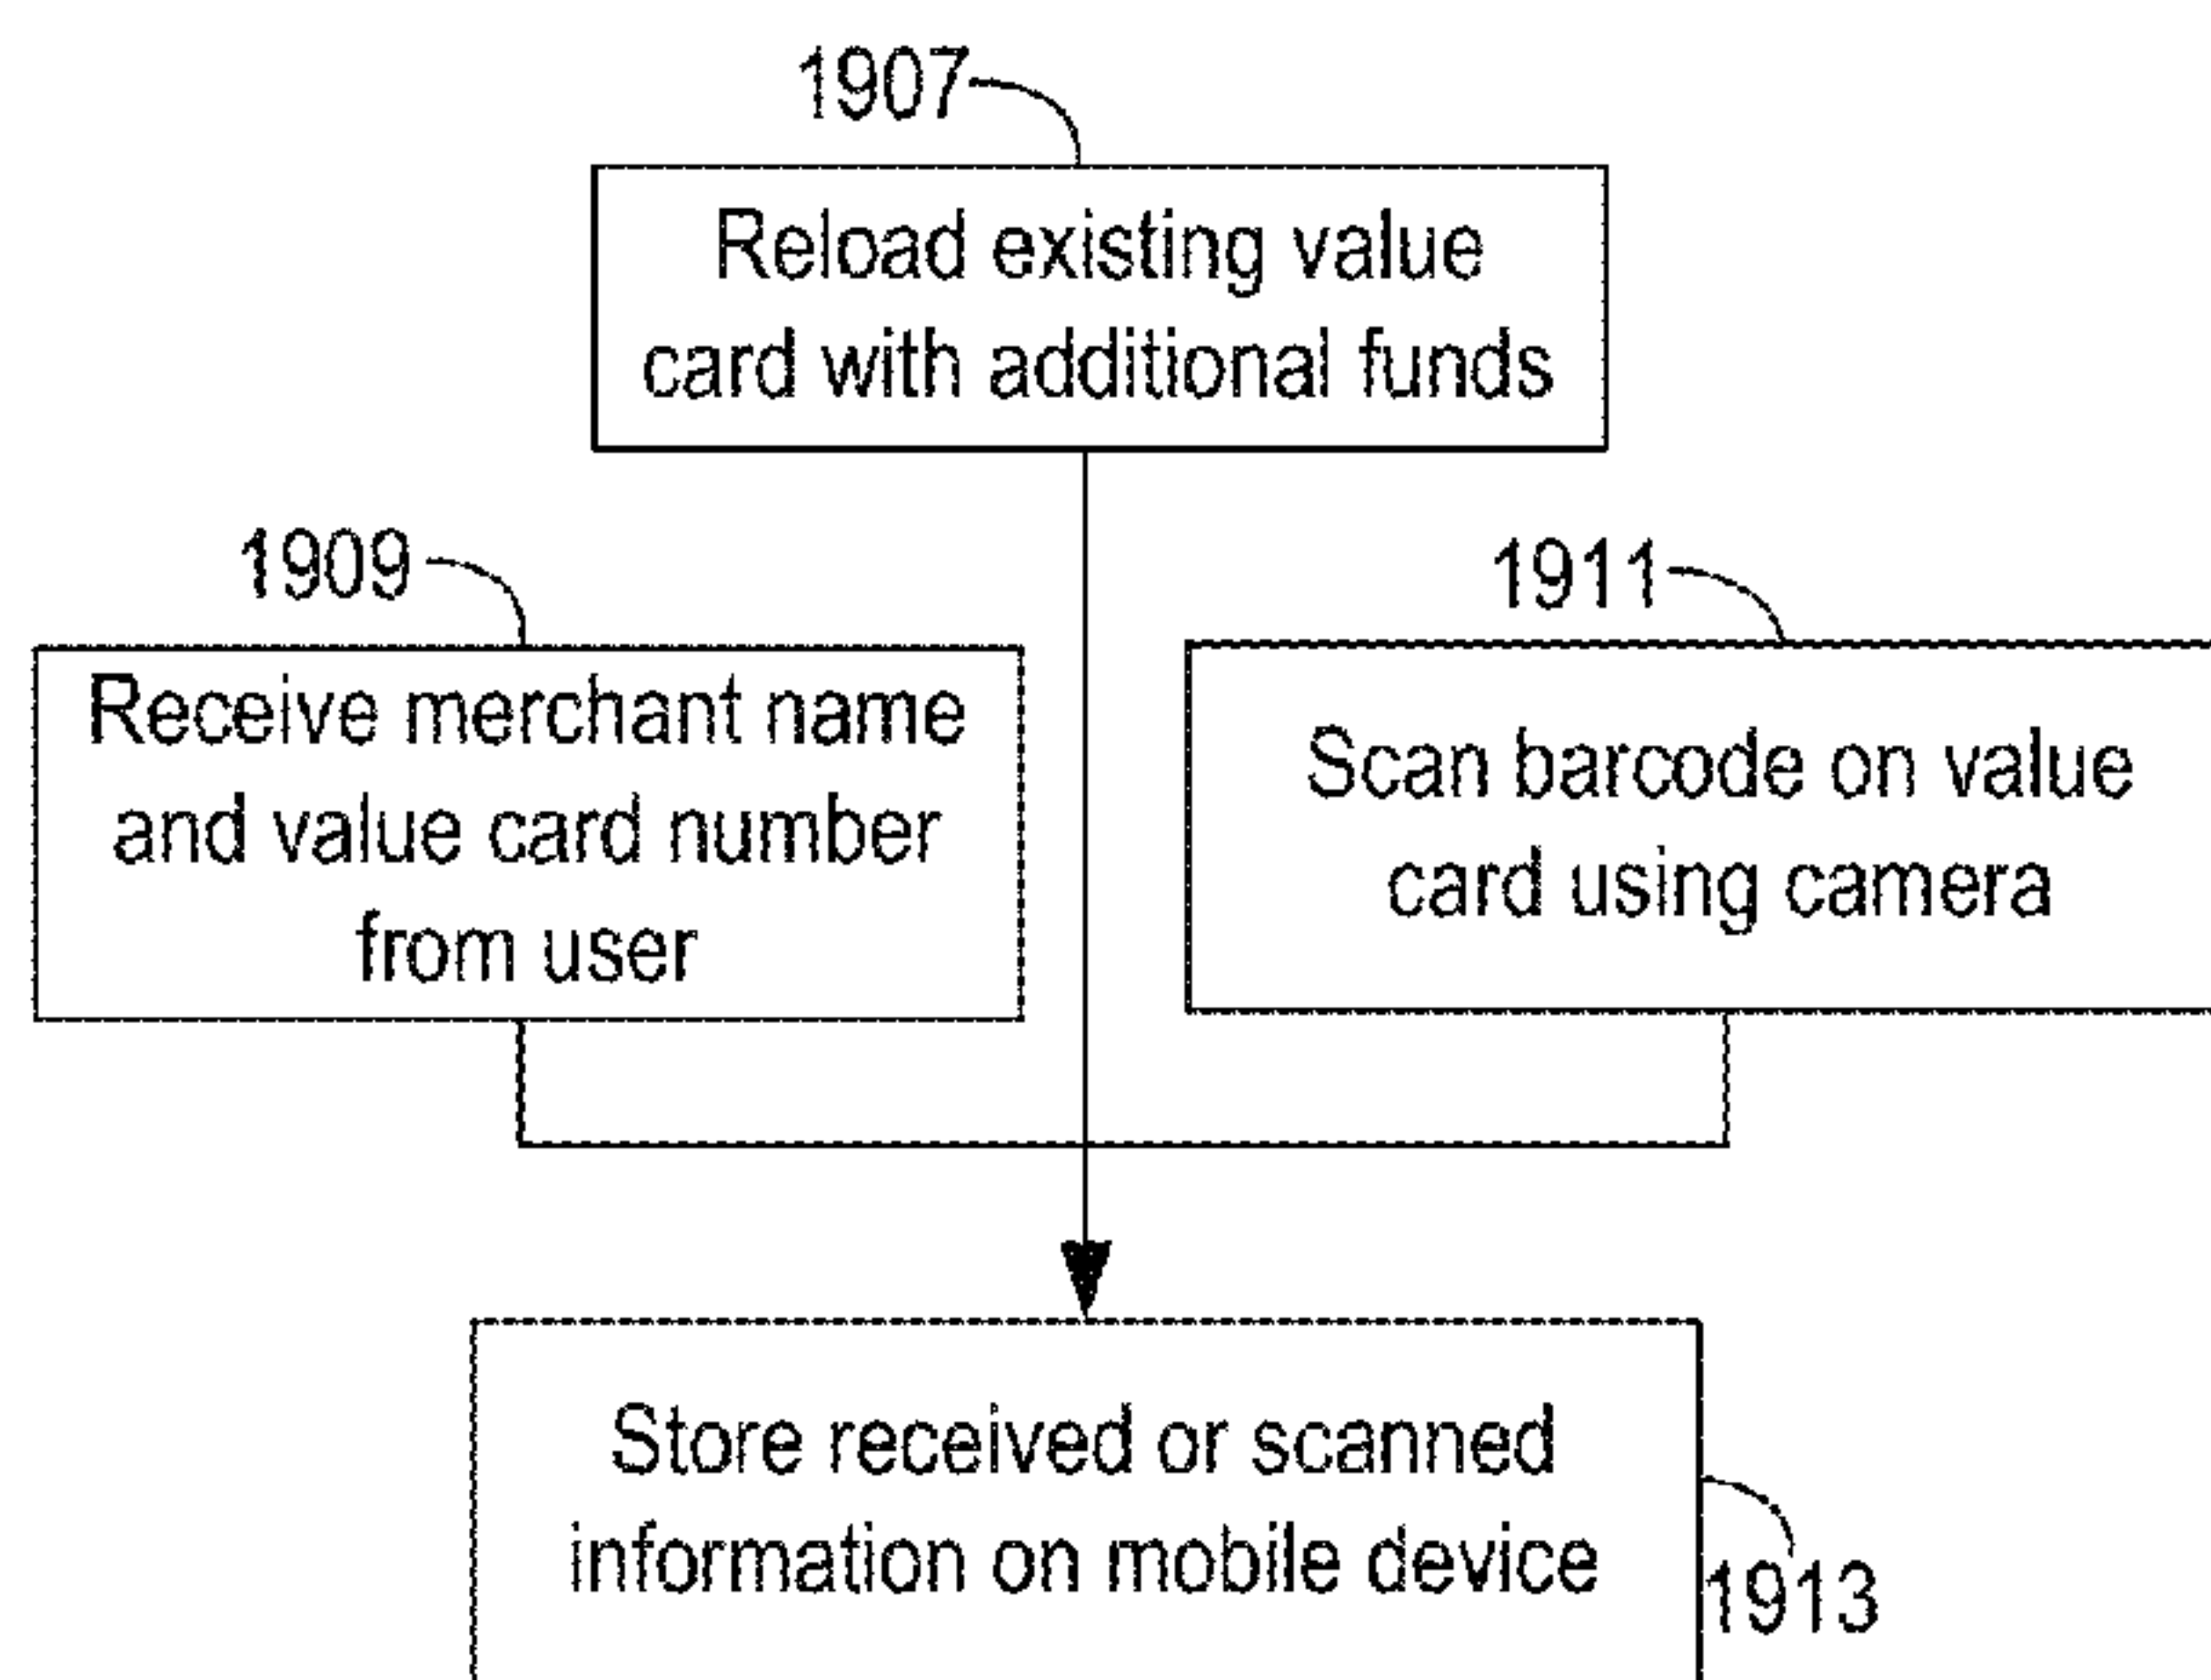 1907
Reload existing value
card with additional funds
1909
Receive merchant name
and value card number
from user
1911
Scan barcode on value
card using camera
Store received or scanned
information on mobile device
1913